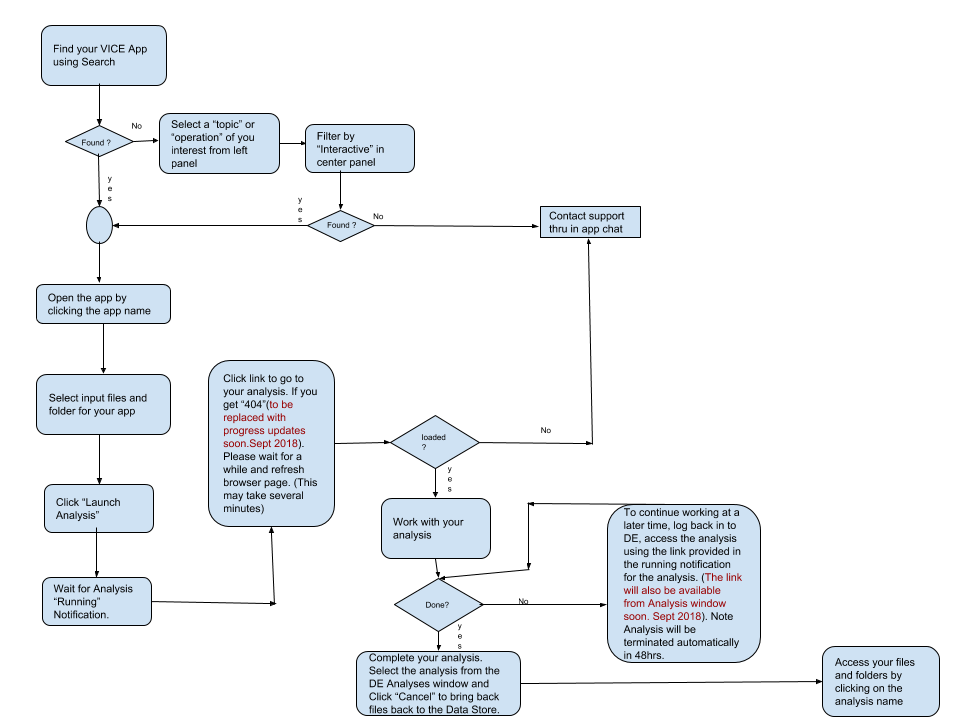 Find your VICE App
using Search
Found ?
No
Select a “topic” or
“operation” of you
interest from left
panel
Filter by
“Interactive” in
center panel
y
e
s
y
e
s
Found ?
No
Contact support
thru in app chat
Open the app by
clicking the app name
Select input files and
folder for your app
Click “Launch
Analysis”
Wait for Analysis
“Running”
Notification.
Click link to go to
your analysis. If you
get “404”(to be
replaced with
progress updates
soon.Sept 2018).
Please wait for a
while and refresh
browser page. (This
may take several
minutes)
loaded
?
No
y
e
s
Work with your
analysis
Done?
No
To continue working at a
later time, log back in to
DE, access the analysis
using the link provided in
the running notification
for the analysis. (The link
will also be available
from Analysis window
soon. Sept 2018). Note
Analysis will be
terminated automatically
in 48hrs.
y
e
s
Complete your analysis.
Select the analysis from the
DE Analyses window and
Click “Cancel” to bring back
files back to the Data Store.
Access your files
and folders by
clicking on the
analysis name